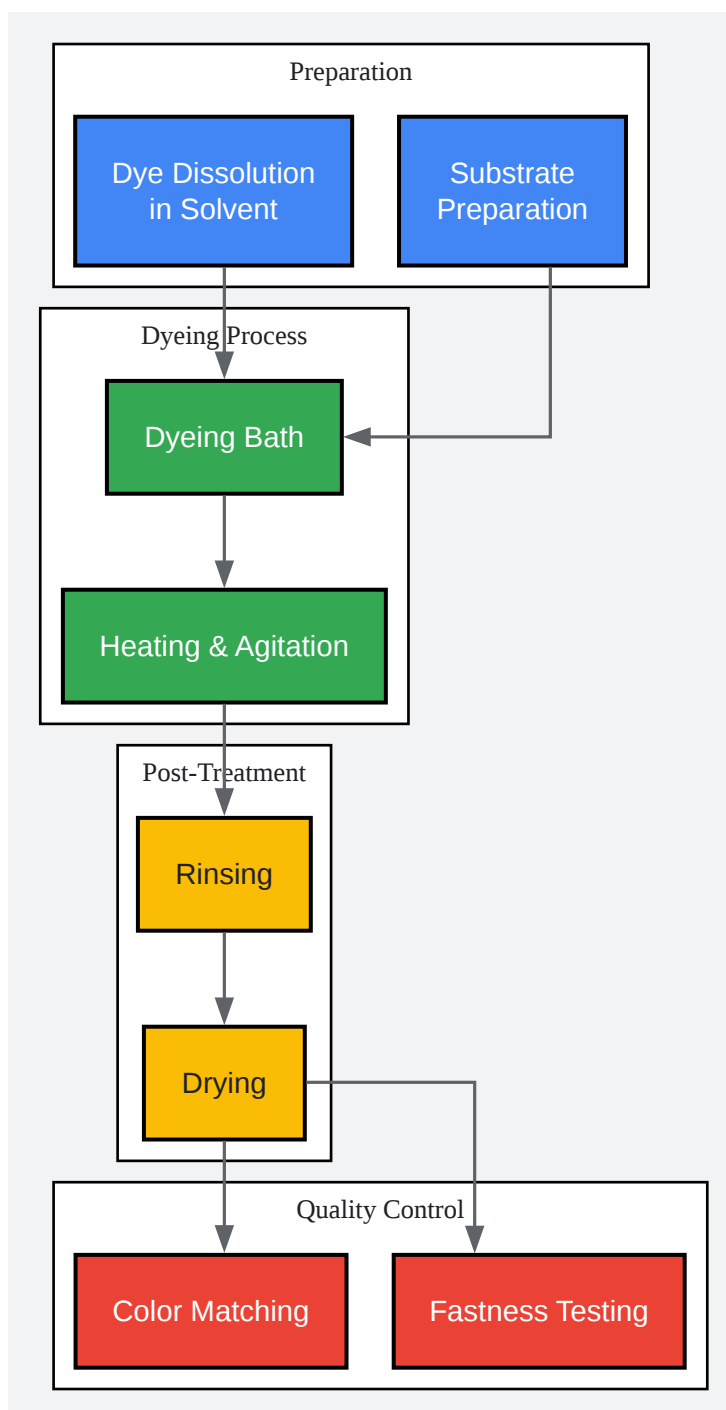 Preparation
Dye Dissolution
in Solvent
Substrate
Preparation
Dyeing Process
Dyeing Bath
Heating & Agitation
Post-Treatment
Rinsing
Drying
Quality Control
Color Matching
Fastness Testing